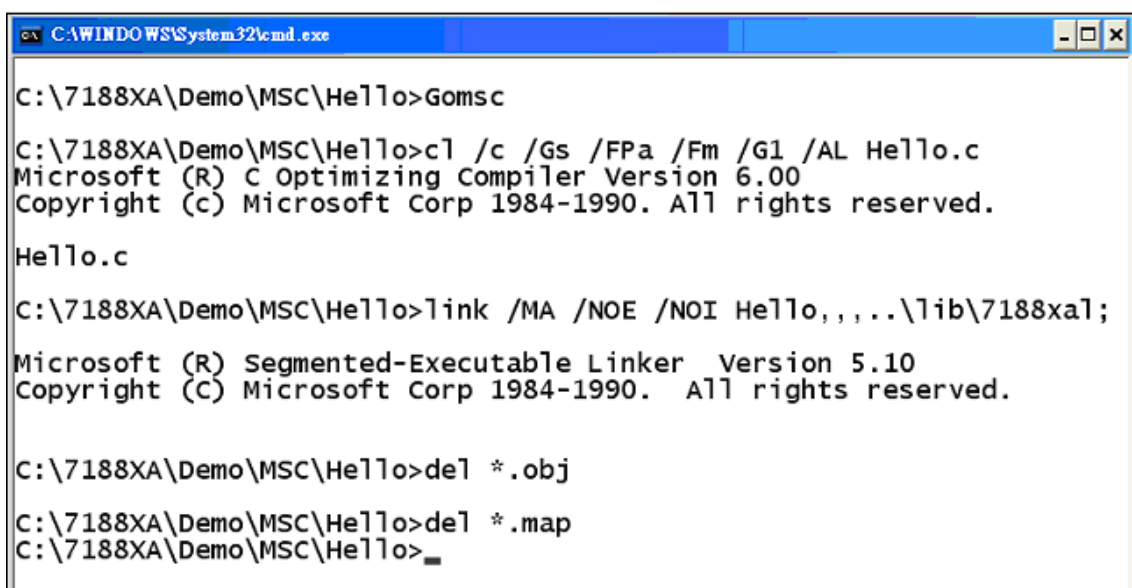 C:\WINDOWS\System32\cmd.exe
C:\7188XA\Demo\MSC\Hello>Gomsc
C:\7188XA\Demo\MSC\Hello>cl /c /Gs /FPa /Fm /G1 /AL Hello.c
Microsoft (R) C Optimizing Compiler Version 6.00
Copyright (c) Microsoft Corp 1984-1990. All rights reserved.
Hello.c
C:\7188XA\Demo\MSC\Hello>link /MA /NOE /NOI Hello,,,..\lib\7188xal;
Microsoft (R) Segmented-Executable Linker  Version 5.10
Copyright (C) Microsoft Corp 1984-1990.  All rights reserved.
C:\7188XA\Demo\MSC\Hello>del *.obj
C:\7188XA\Demo\MSC\Hello>del *.map
C:\7188XA\Demo\MSC\Hello>_